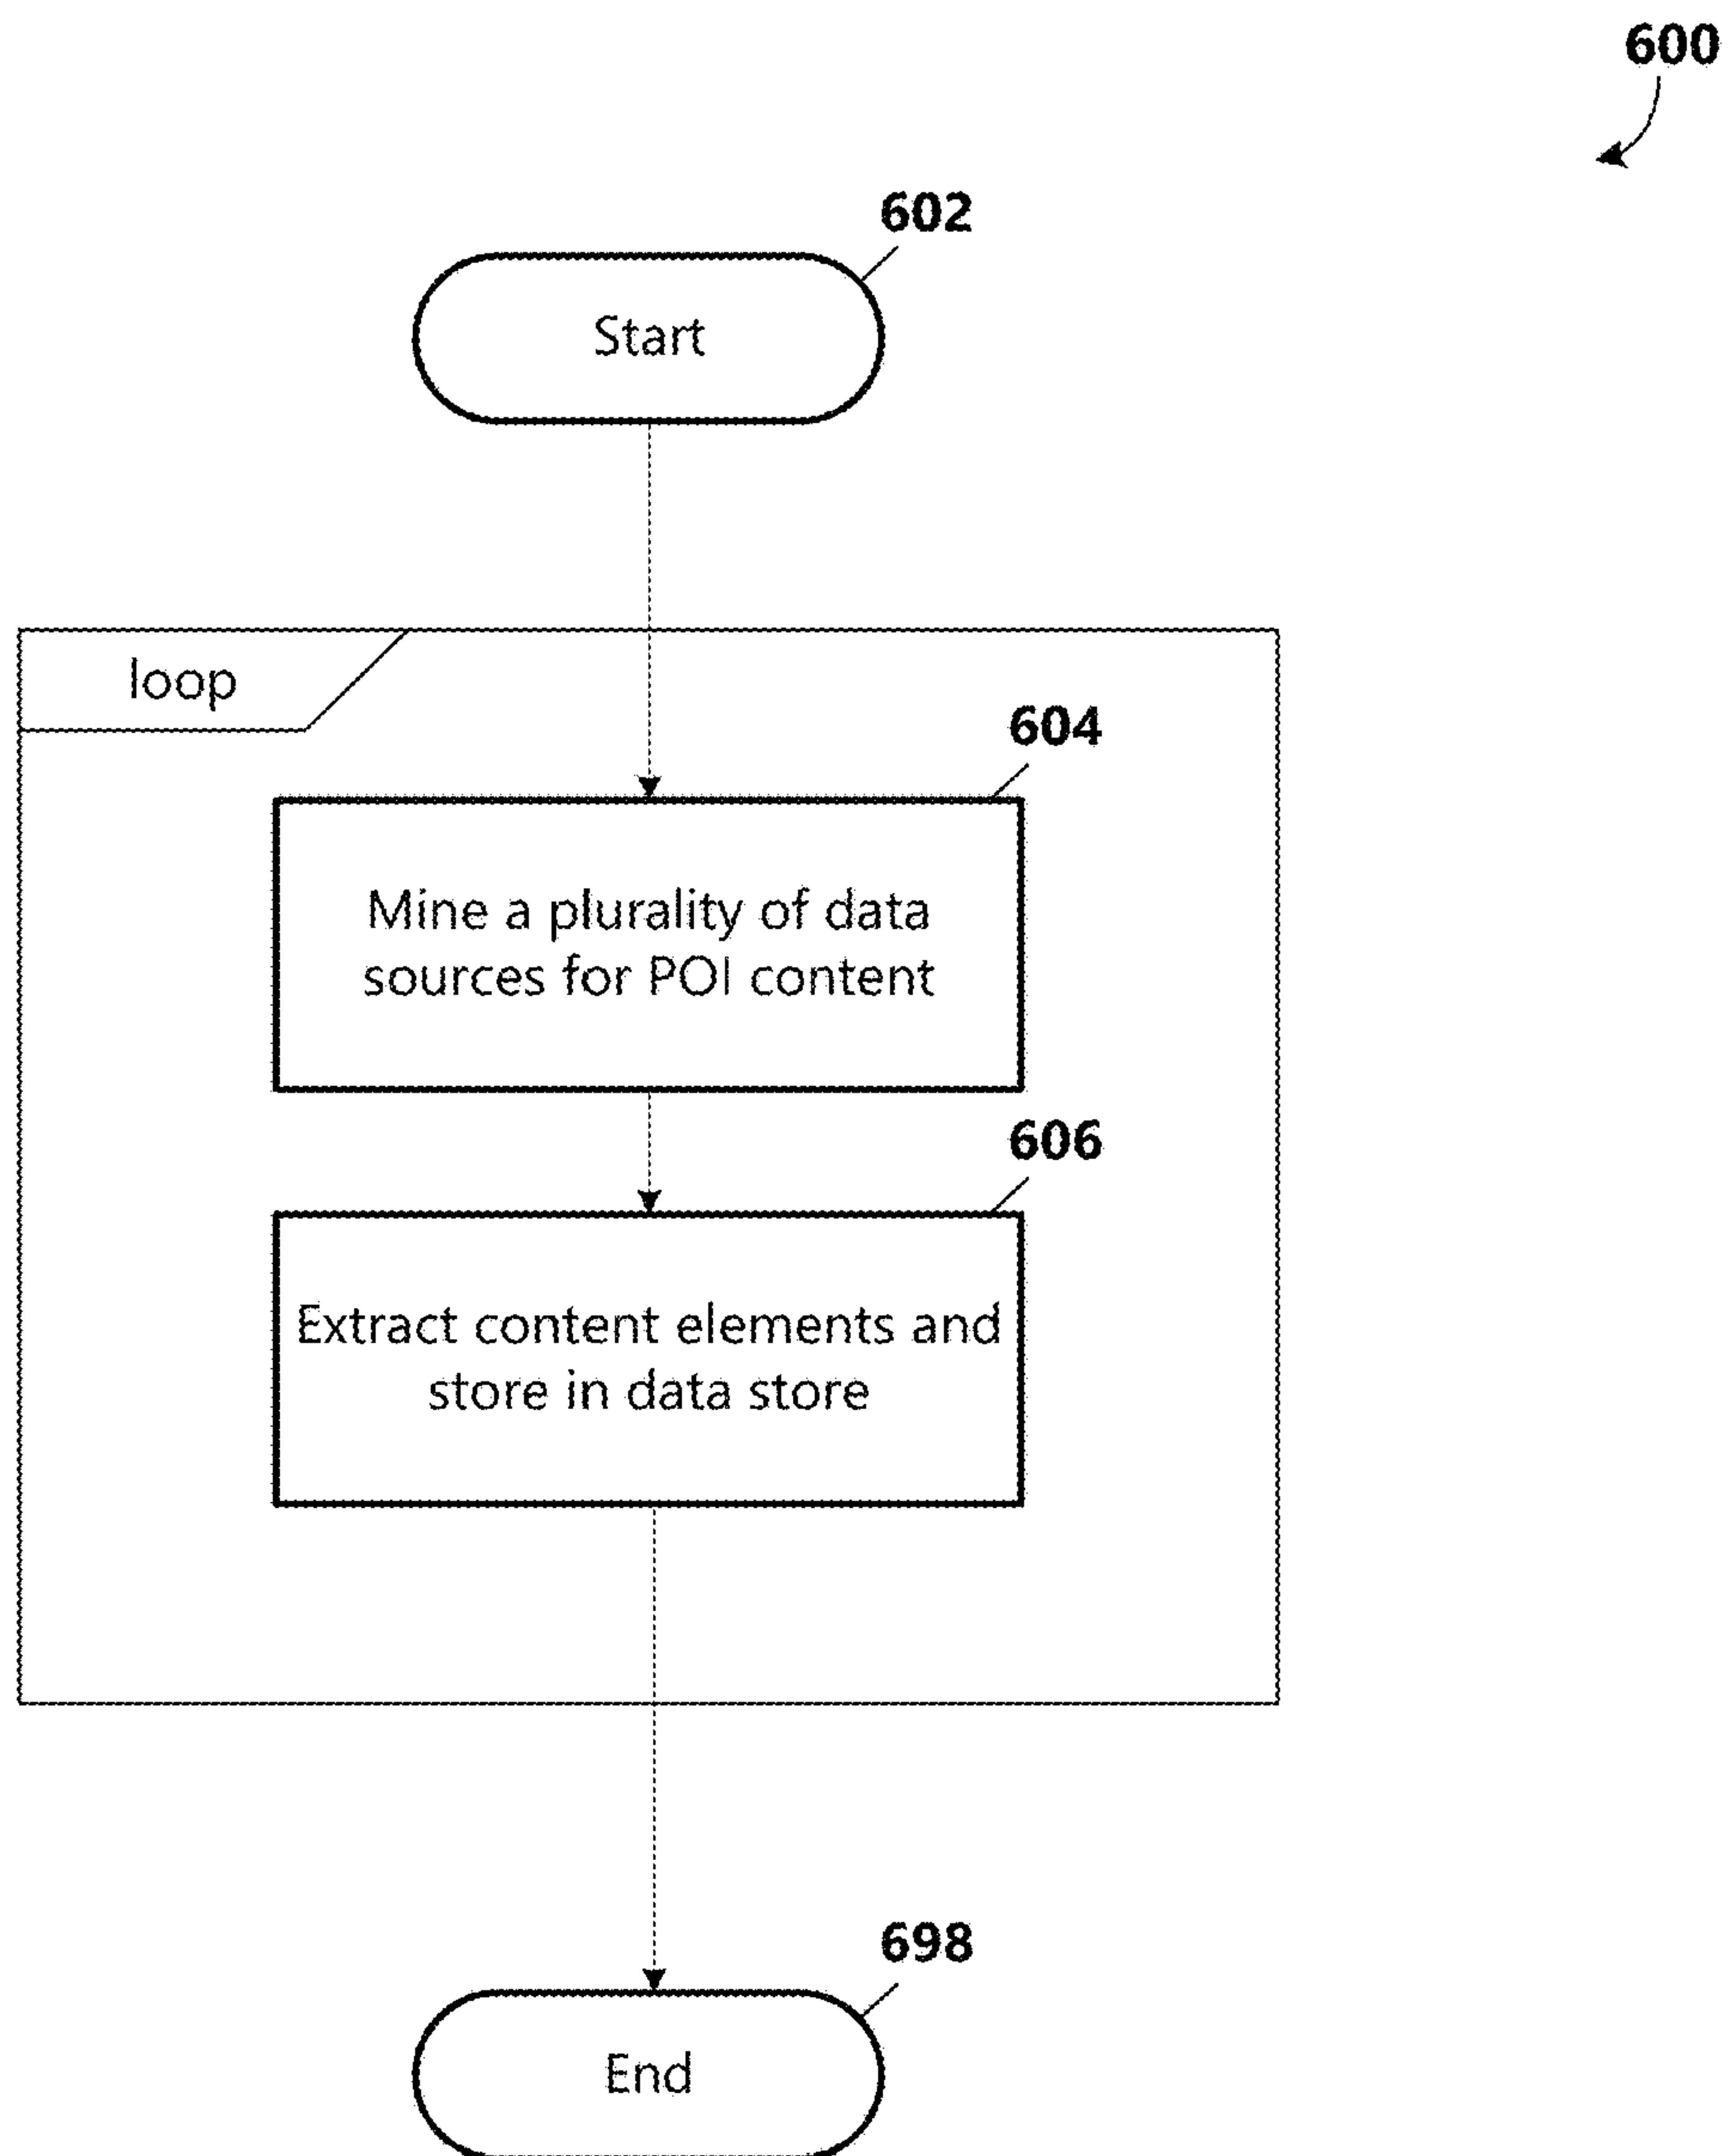 600
602
Start
loop
604
Mine a plurality of data
sources for POI content
606
Extract content elements and
store in data store
698
End